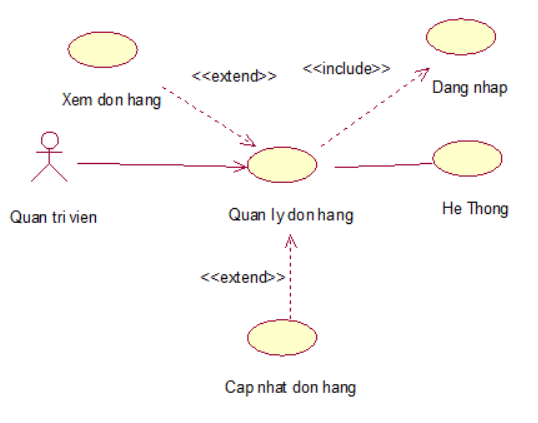 <<extend>>
<<include>>
Dang nhap
Xem don hang
Quan tri vien
Quan ly don hang
He Thong
<<extend>>
Cap nhat don hang